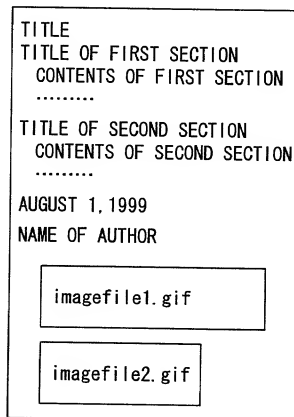 TITLE
TITLE OF FIRST SECTION
CONTENTS OF FIRST SECTION
.........
TITLE OF SECOND SECTION
CONTENTS OF SECOND SECTION
.........
AUGUST 1, 1999
NAME OF AUTHOR
imagefile1.gif
imagefile2.gif